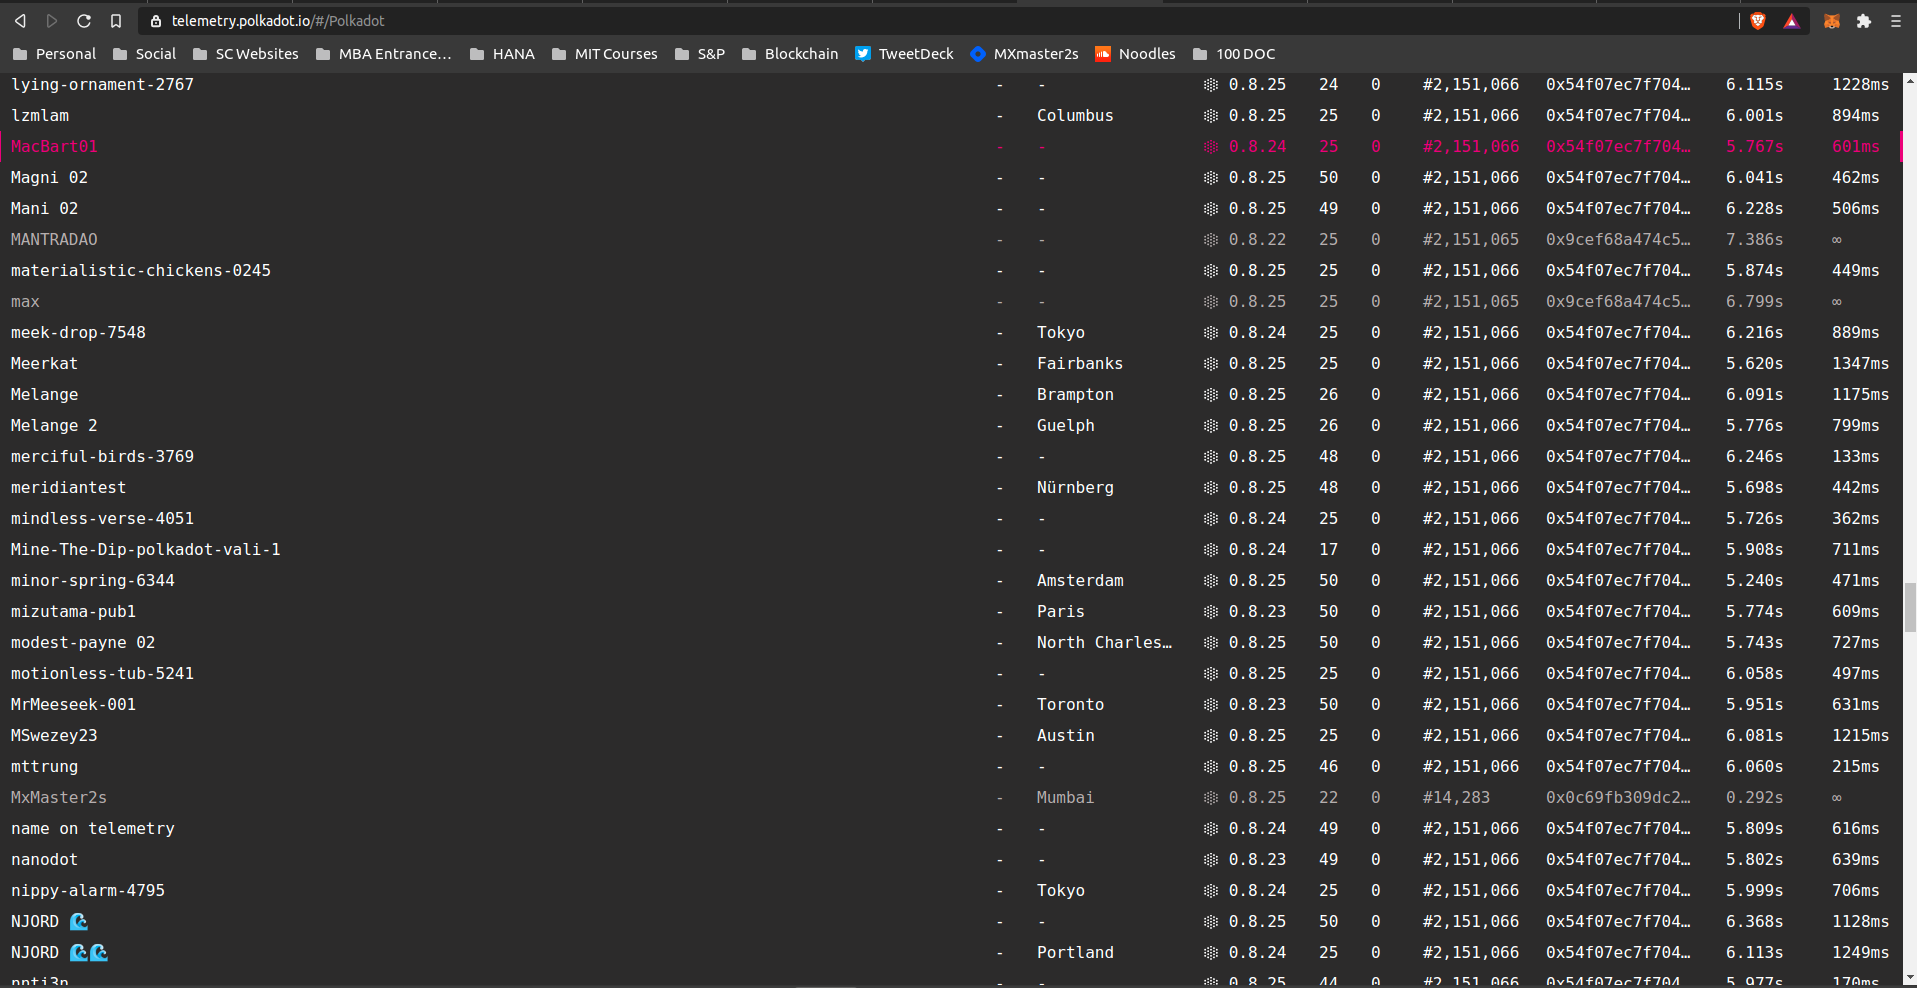 telemetry.polkadot.io/#/Polkadot
Personal Social SC Websites MBA Entrance… HANA MIT Courses S&P Blockchain TweetDeck MXmaster2s Noodles 100 DOC
lying-ornament-2767 - - 0.8.25 24 0 #2,151,066 0x54f07ec7f704… 6.115s 1228ms
lzmlam - Columbus 0.8.25 25 0 #2,151,066 0x54f07ec7f704… 6.001s 894ms
MacBart01 - - 0.8.24 25 0 #2,151,066 0x54f07ec7f704… 5.767s 601ms
Magni 02 - - 0.8.25 50 0 #2,151,066 0x54f07ec7f704… 6.041s 462ms
Mani 02 - - 0.8.25 49 0 #2,151,066 0x54f07ec7f704… 6.228s 506ms
MANTRADAO - - 0.8.22 25 0 #2,151,065 0x9cef68a474c5… 7.386s ∞
materialistic-chickens-0245 - - 0.8.25 25 0 #2,151,066 0x54f07ec7f704… 5.874s 449ms
max - - 0.8.25 25 0 #2,151,065 0x9cef68a474c5… 6.799s ∞
meek-drop-7548 - Tokyo 0.8.24 25 0 #2,151,066 0x54f07ec7f704… 6.216s 889ms
Meerkat - Fairbanks 0.8.25 25 0 #2,151,066 0x54f07ec7f704… 5.620s 1347ms
Melange - Brampton 0.8.25 26 0 #2,151,066 0x54f07ec7f704… 6.091s 1175ms
Melange 2 - Guelph 0.8.25 26 0 #2,151,066 0x54f07ec7f704… 5.776s 799ms
merciful-birds-3769 - - 0.8.25 48 0 #2,151,066 0x54f07ec7f704… 6.246s 133ms
meridiantest - Nürnberg 0.8.25 48 0 #2,151,066 0x54f07ec7f704… 5.698s 442ms
mindless-verse-4051 - - 0.8.24 25 0 #2,151,066 0x54f07ec7f704… 5.726s 362ms
Mine-The-Dip-polkadot-vali-1 - - 0.8.24 17 0 #2,151,066 0x54f07ec7f704… 5.908s 711ms
minor-spring-6344 - Amsterdam 0.8.25 50 0 #2,151,066 0x54f07ec7f704… 5.240s 471ms
mizutama-pub1 - Paris 0.8.23 50 0 #2,151,066 0x54f07ec7f704… 5.774s 609ms
modest-payne 02 - North Charles… 0.8.25 50 0 #2,151,066 0x54f07ec7f704… 5.743s 727ms
motionless-tub-5241 - - 0.8.25 25 0 #2,151,066 0x54f07ec7f704… 6.058s 497ms
MrMeeseek-001 - Toronto 0.8.23 50 0 #2,151,066 0x54f07ec7f704… 5.951s 631ms
MSwezey23 - Austin 0.8.25 25 0 #2,151,066 0x54f07ec7f704… 6.081s 1215ms
mttrung - - 0.8.25 46 0 #2,151,066 0x54f07ec7f704… 6.060s 215ms
MxMaster2s - Mumbai 0.8.25 22 0 #14,283 0x0c69fb309dc2… 0.292s ∞
name on telemetry - - 0.8.24 49 0 #2,151,066 0x54f07ec7f704… 5.809s 616ms
nanodot - - 0.8.23 49 0 #2,151,066 0x54f07ec7f704… 5.802s 639ms
nippy-alarm-4795 - Tokyo 0.8.24 25 0 #2,151,066 0x54f07ec7f704… 5.999s 706ms
NJORD 🌊 - - 0.8.25 50 0 #2,151,066 0x54f07ec7f704… 6.368s 1128ms
NJORD 🌊🌊 - Portland 0.8.24 25 0 #2,151,066 0x54f07ec7f704… 6.113s 1249ms
- - 0.8.25 44 0 #2,151,066 0x54f07ec7f704… 5.977s 170ms